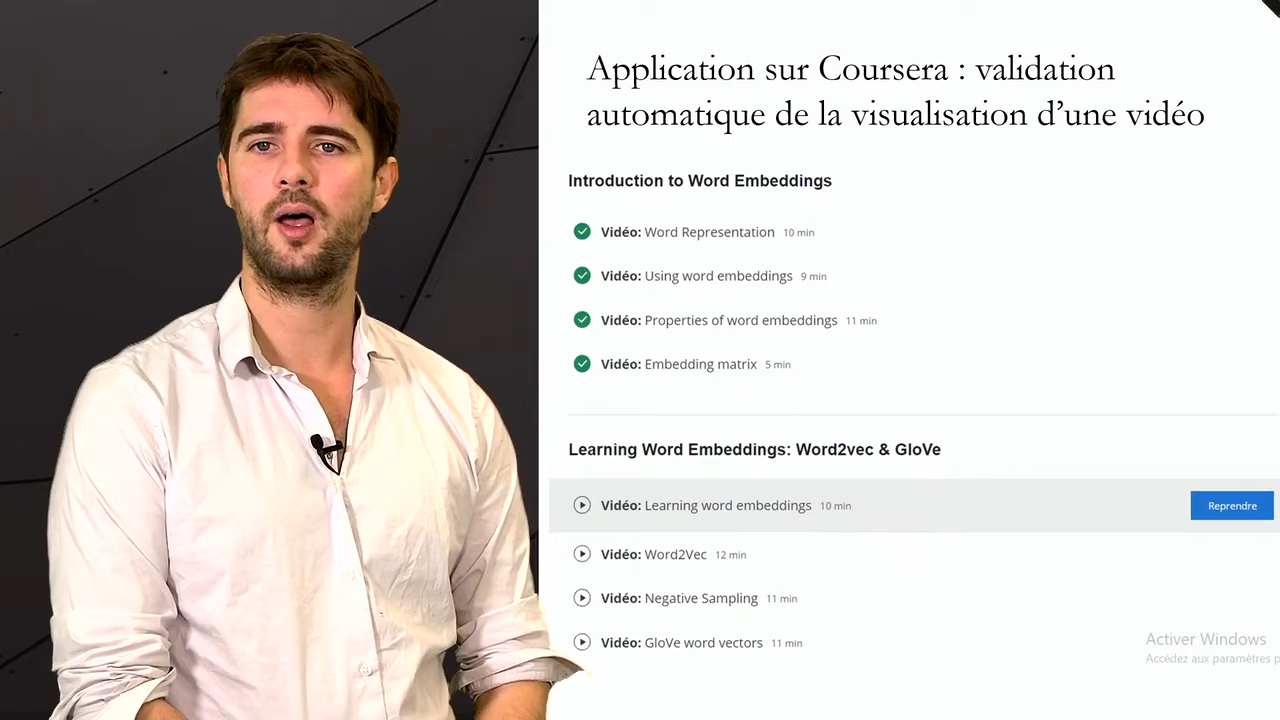 Application sur Coursera : validation
automatique de la visualisation d’une vidéo
Introduction to Word Embeddings
Vidéo: Word Representation 10 min
Vidéo: Using word embeddings 9 min
Vidéo: Properties of word embeddings 11 min
Vidéo: Embedding matrix 5 min
Learning Word Embeddings: Word2vec & GloVe
Vidéo: Learning word embeddings 10 min Reprendre
Vidéo: Word2Vec 12 min
Vidéo: Negative Sampling 11 min
Vidéo: GloVe word vectors 11 min
Activer Windows
Accédez aux paramètres p